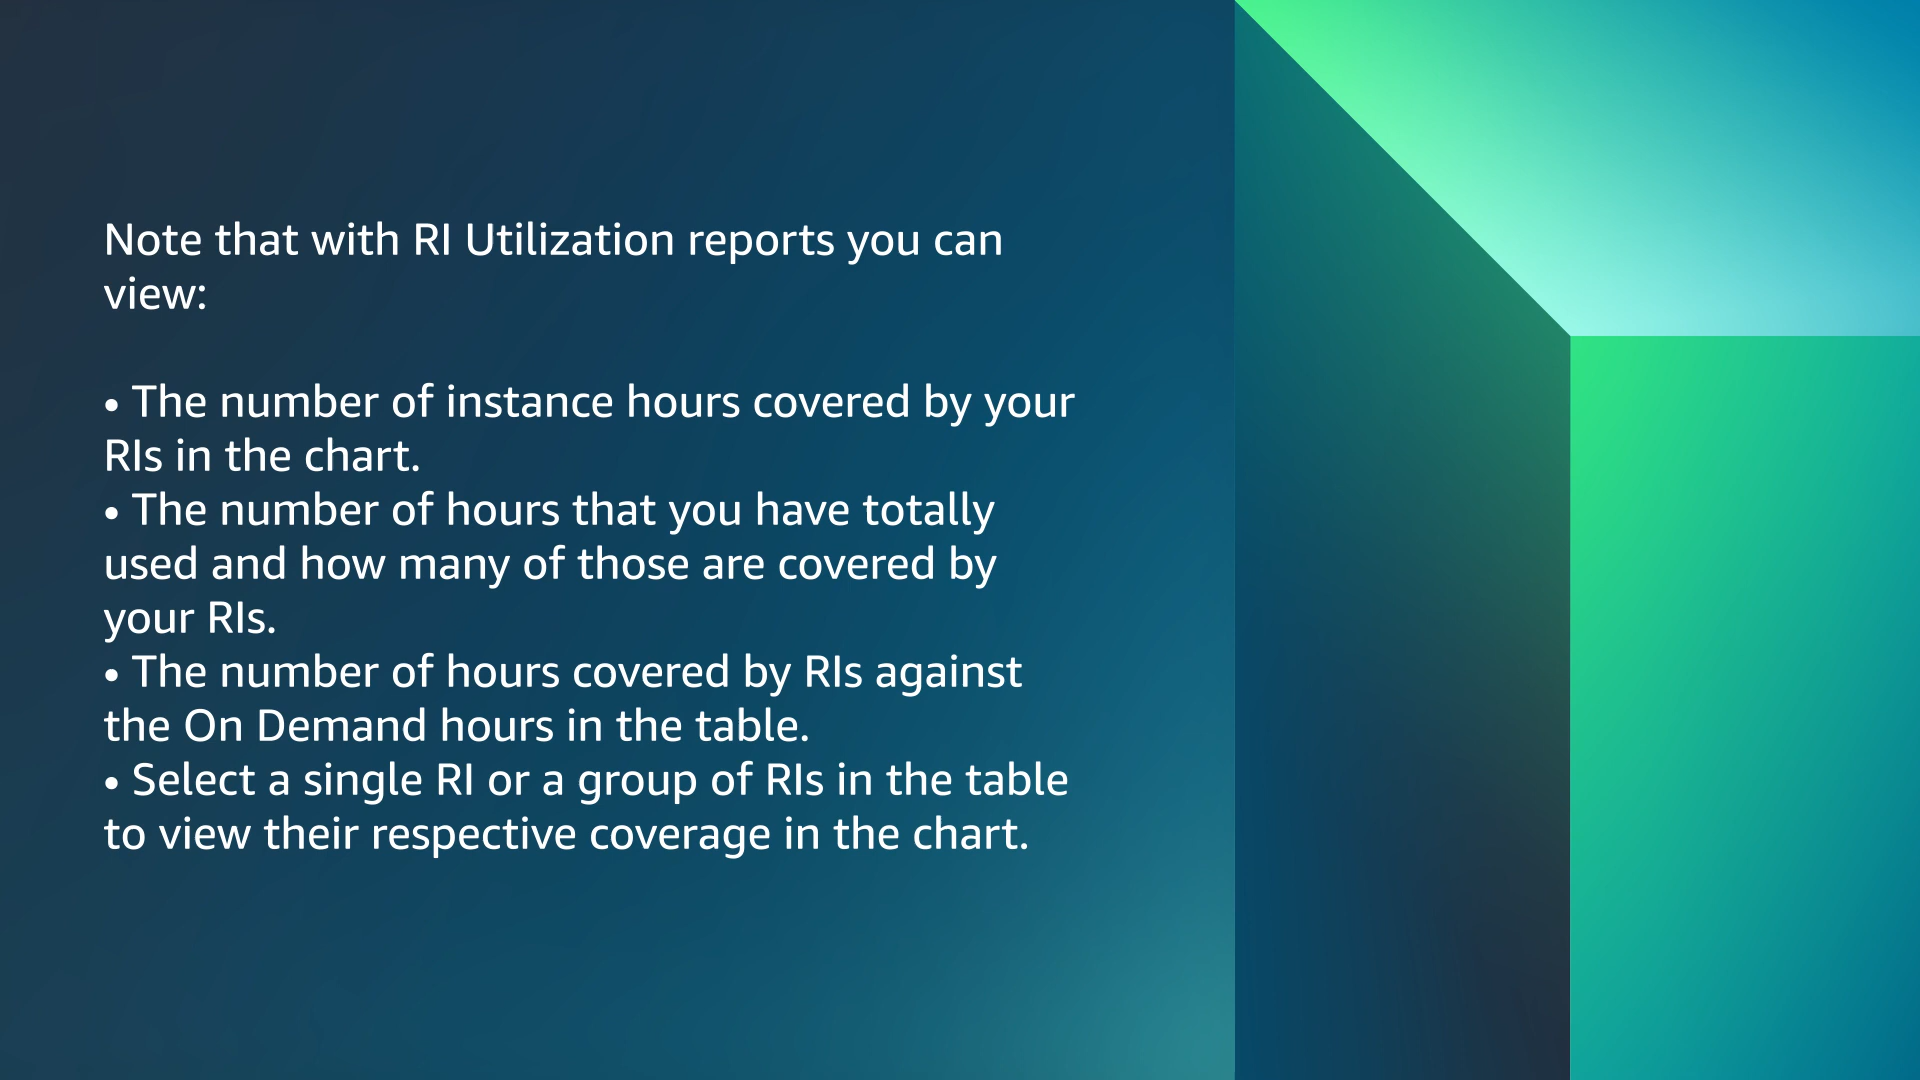 Note that with RI Utilization reports you can
view:
• The number of instance hours covered by your
RIs in the chart.
• The number of hours that you have totally
used and how many of those are covered by
your RIs.
• The number of hours covered by RIs against
the On Demand hours in the table.
• Select a single RI or a group of RIs in the table
to view their respective coverage in the chart.